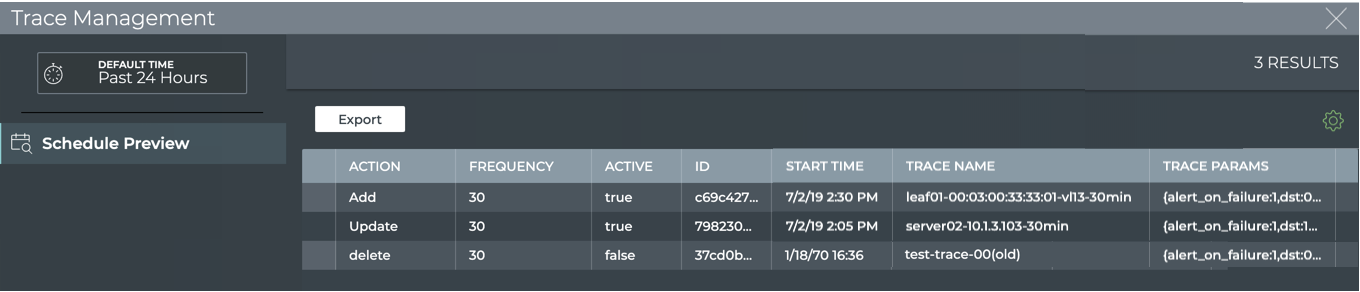 Trace Management
DEFAULT TIME
Past 24 Hours
3 RESULTS
Schedule Preview
Export
ACTION FREQUENCY ACTIVE ID START TIME TRACE NAME TRACE PARAMS
Add 30 true c69c427... 7/2/19 2:30 PM leaf01-00:03:00:33:33:01-vl13-30min {alert_on_failure:1,dst:0...
Update 30 true 798230... 7/2/19 2:05 PM server02-10.1.3.103-30min {alert_on_failure:1,dst:1...
delete 30 false 37cd0b... 1/18/70 16:36 test-trace-00(old) {alert_on_failure:1,dst:0...